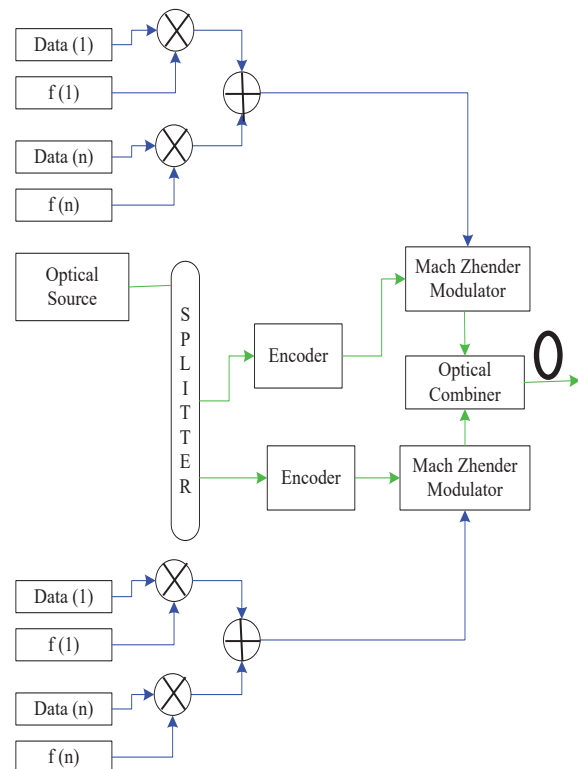 Data (1)
f (1)
Data (n)
f (n)
Optical
Source
SPLITTER
Encoder
Mach Zhender
Modulator
Optical
Combiner
Encoder
Mach Zhender
Modulator
Data (1)
f (1)
Data (n)
f (n)